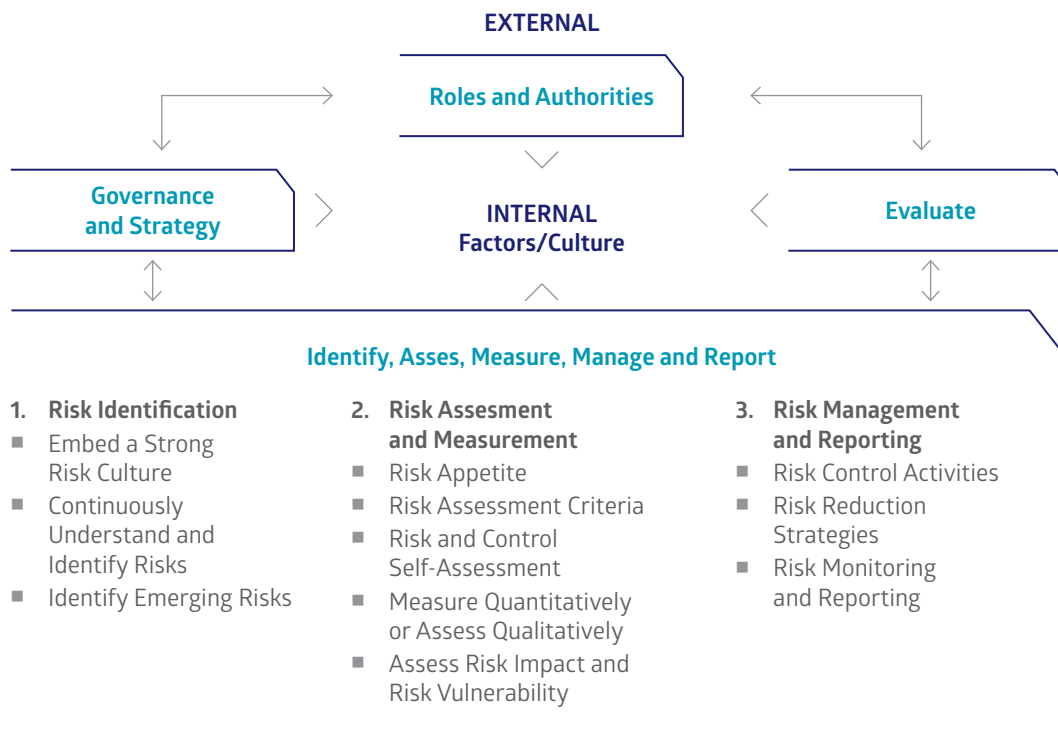 EXTERNAL
Roles and Authorities
Governance
and Strategy
INTERNAL
Factors/Culture
Evaluate
Identify, Asses, Measure, Manage and Report
1. Risk Identification
■ Embed a Strong
Risk Culture
■ Continuously
Understand and
Identify Risks
■ Identify Emerging Risks
2. Risk Assesment
and Measurement
■ Risk Appetite
■ Risk Assessment Criteria
■ Risk and Control
Self-Assessment
■ Measure Quantitatively
or Assess Qualitatively
■ Assess Risk Impact and
Risk Vulnerability
3. Risk Management
and Reporting
■ Risk Control Activities
■ Risk Reduction
Strategies
■ Risk Monitoring
and Reporting